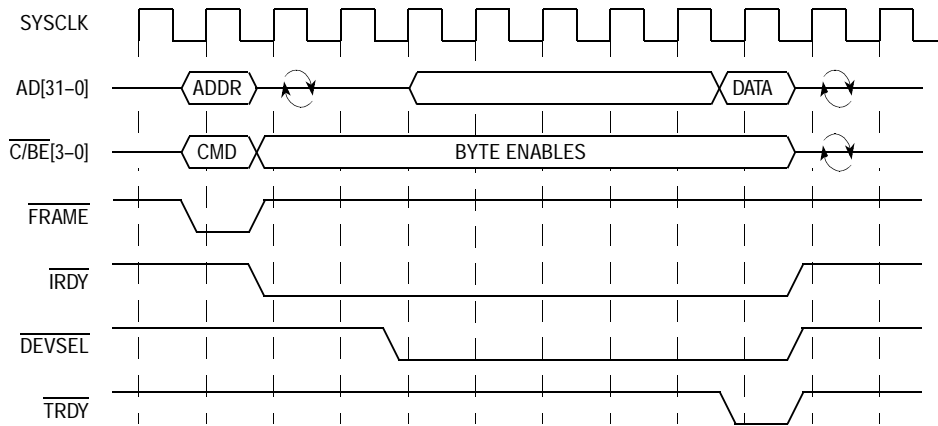 SYSCLK
AD[31–0] ADDR DATA
C/BE[3–0] CMD BYTE ENABLES
FRAME
IRDY
DEVSEL
TRDY